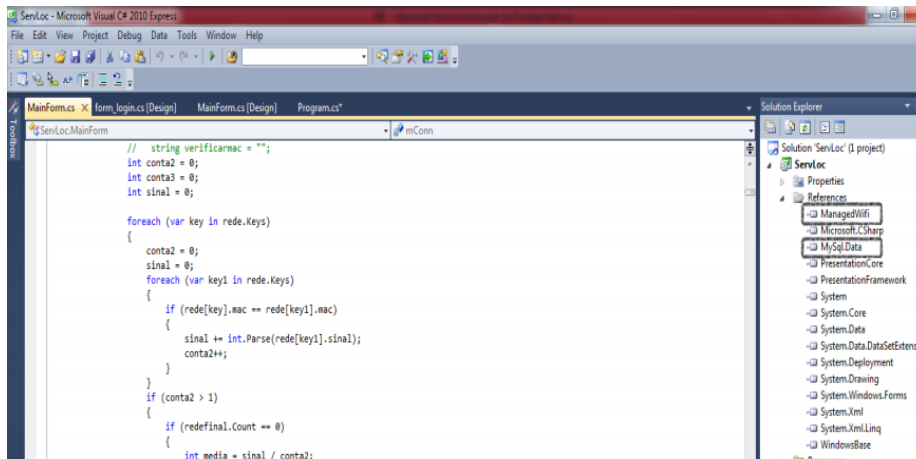 ServLoc - Microsoft Visual C# 2010 Express
File Edit View Project Debug Data Tools Window Help
MainForm.cs X form_login.cs [Design] MainForm.cs [Design] Program.cs*
Toolbox
ServLoc.MainForm mConn
// string verificarmac = "";
int conta2 = 0;
int conta3 = 0;
int sinal = 0;
foreach (var key in rede.Keys)
{
conta2 = 0;
sinal = 0;
foreach (var key1 in rede.Keys)
{
if (rede[key].mac == rede[key1].mac)
{
sinal += int.Parse(rede[key1].sinal);
conta2++;
}
}
if (conta2 > 1)
{
if (redefinal.Count == 0)
{
int media = sinal / conta2;
Solution Explorer
Solution 'ServLoc' (1 project)
ServLoc
Properties
References
ManagedWifi
Microsoft.CSharp
MySql.Data
PresentationCore
PresentationFramework
System
System.Core
System.Data
System.Data.DataSetExtens
System.Deployment
System.Drawing
System.Windows.Forms
System.Xml
System.Xml.Linq
WindowsBase